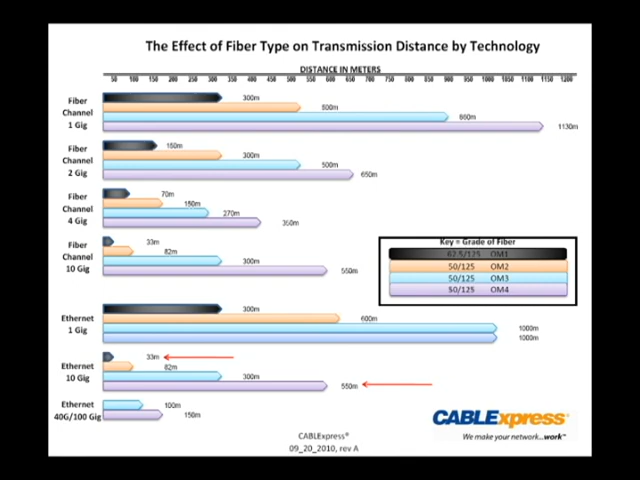 The Effect of Fiber Type on Transmission Distance by Technology
DISTANCE IN METERS
50 100 150 200 250 300 350 400 450 500 550 600 650 700 750 800 850 900 950 1000 1050 1100 1150 1200
Fiber Channel 1 Gig
300m
500m
860m
1130m
Fiber Channel 2 Gig
150m
300m
500m
650m
Fiber Channel 4 Gig
70m
150m
270m
350m
Fiber Channel 10 Gig
33m
82m
300m
550m
Key = Grade of Fiber
62.5/125 OM1
50/125 OM2
50/125 OM3
50/125 OM4
Ethernet 1 Gig
300m
600m
1000m
1000m
Ethernet 10 Gig
33m
82m
300m
550m
Ethernet 40G/100 Gig
100m
150m
CABLExpress®
We make your network...work™
CABLExpress®
09_20_2010, rev A